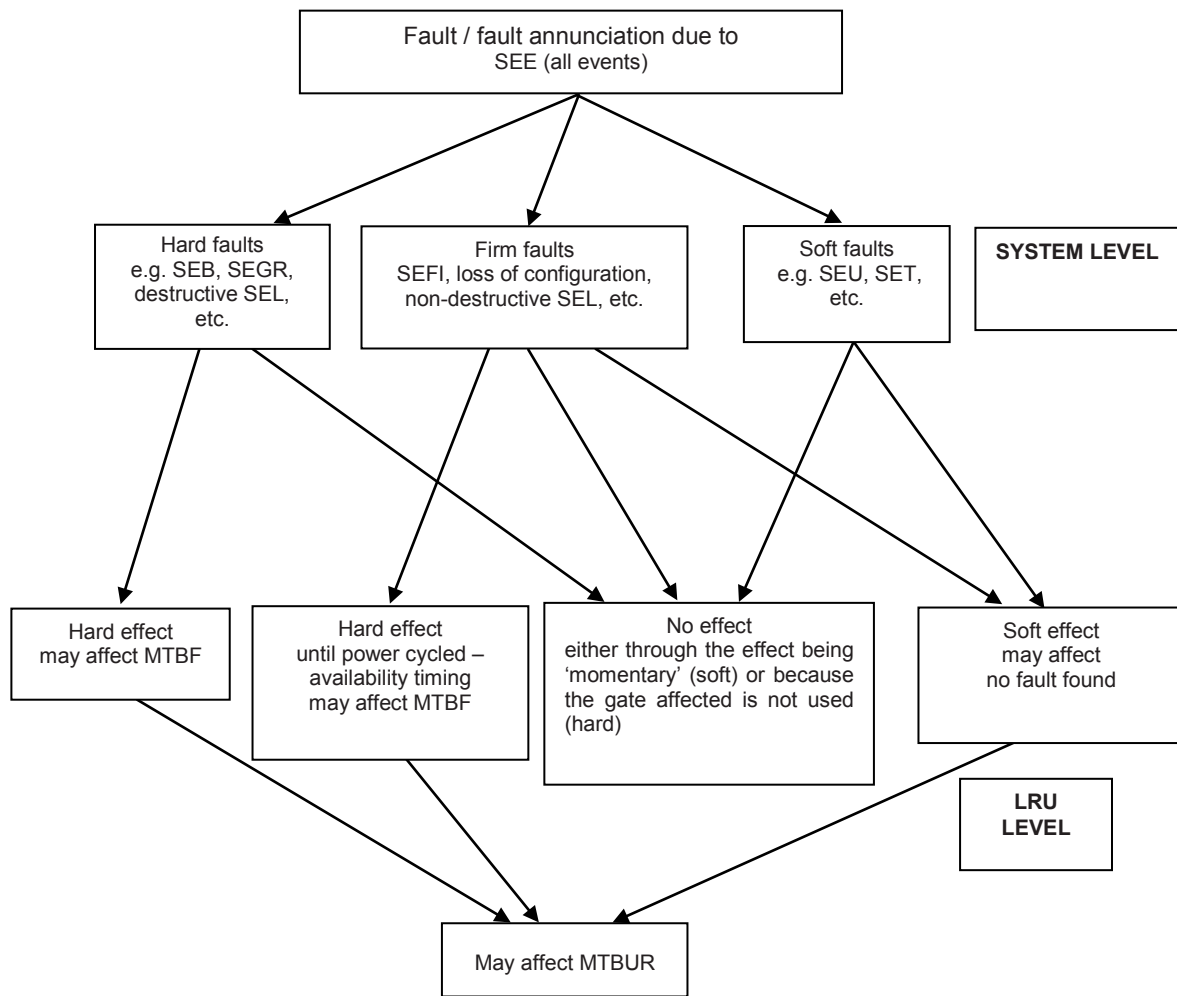 Fault / fault annunciation due to
SEE (all events)
Hard faults
e.g. SEB, SEGR,
destructive SEL,
etc.
Firm faults
SEFI, loss of configuration,
non-destructive SEL, etc.
Soft faults
e.g. SEU, SET,
etc.
SYSTEM LEVEL
Hard effect
may affect MTBF
Hard effect
until power cycled –
availability timing
may affect MTBF
No effect
either through the effect being
‘momentary’ (soft) or because
the gate affected is not used
(hard)
Soft effect
may affect
no fault found
LRU
LEVEL
May affect MTBUR